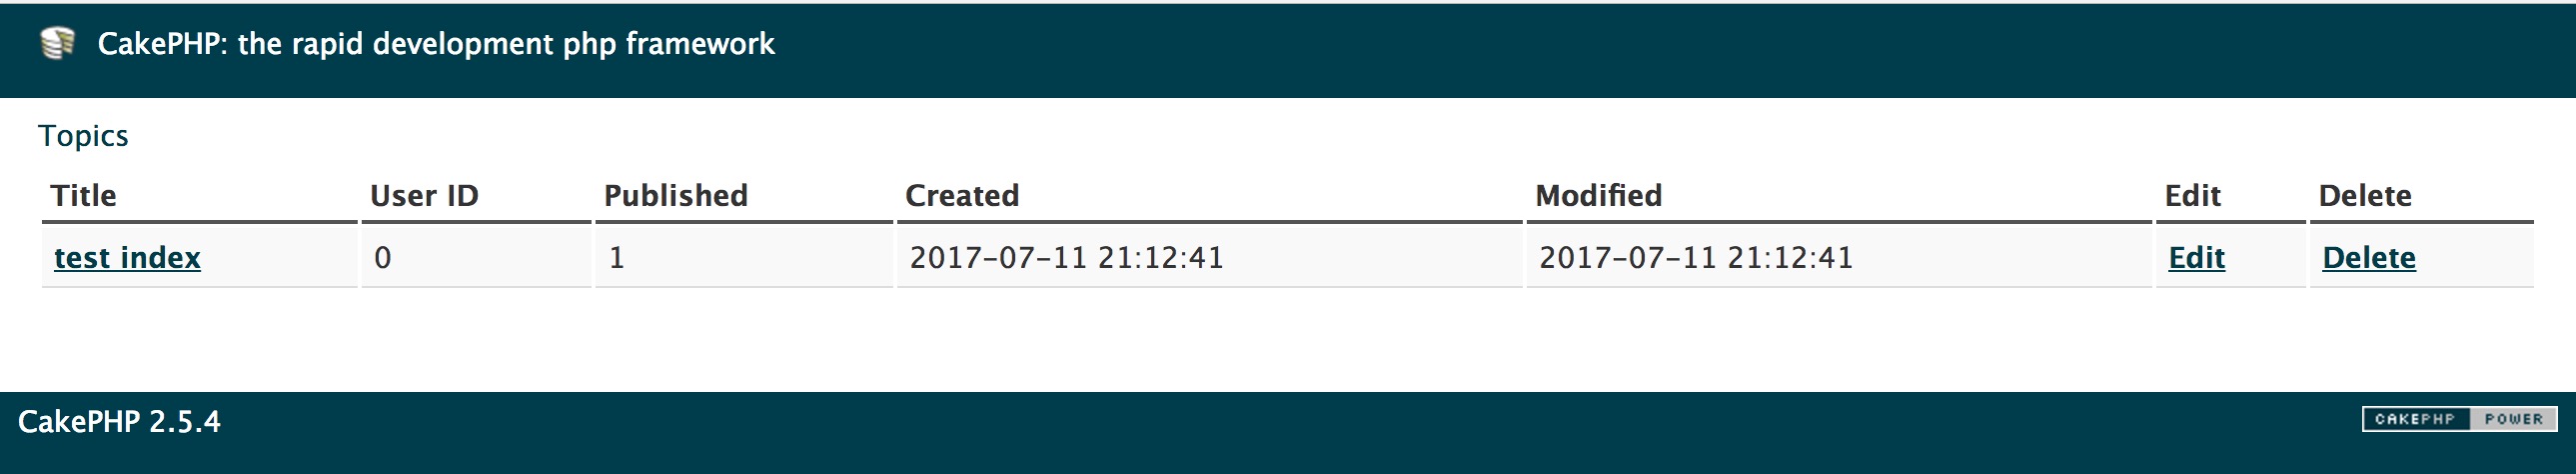 CakePHP: the rapid development php framework
Topics
Title User ID Published Created Modified Edit Delete
test index 0 1 2017-07-11 21:12:41 2017-07-11 21:12:41 Edit Delete
CakePHP 2.5.4 CAKEPHP POWER